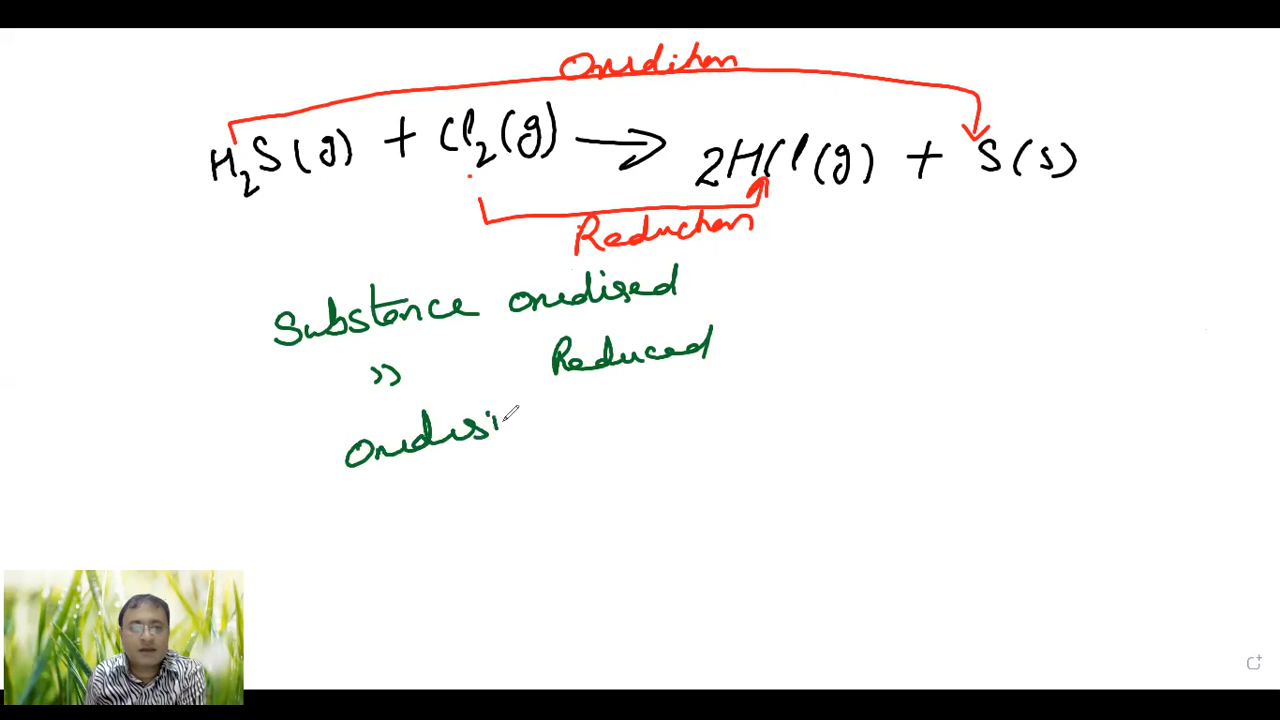 Oxidation
H₂S(g) + Cl₂(g) → 2HCl(g) + S(s)
Reduction
Substance oxidised
>> Reduced
Oxidisi